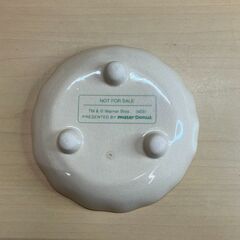 NOT FOR SALE
TM & © Warner Bros.
PRESENTED BY mister Donut